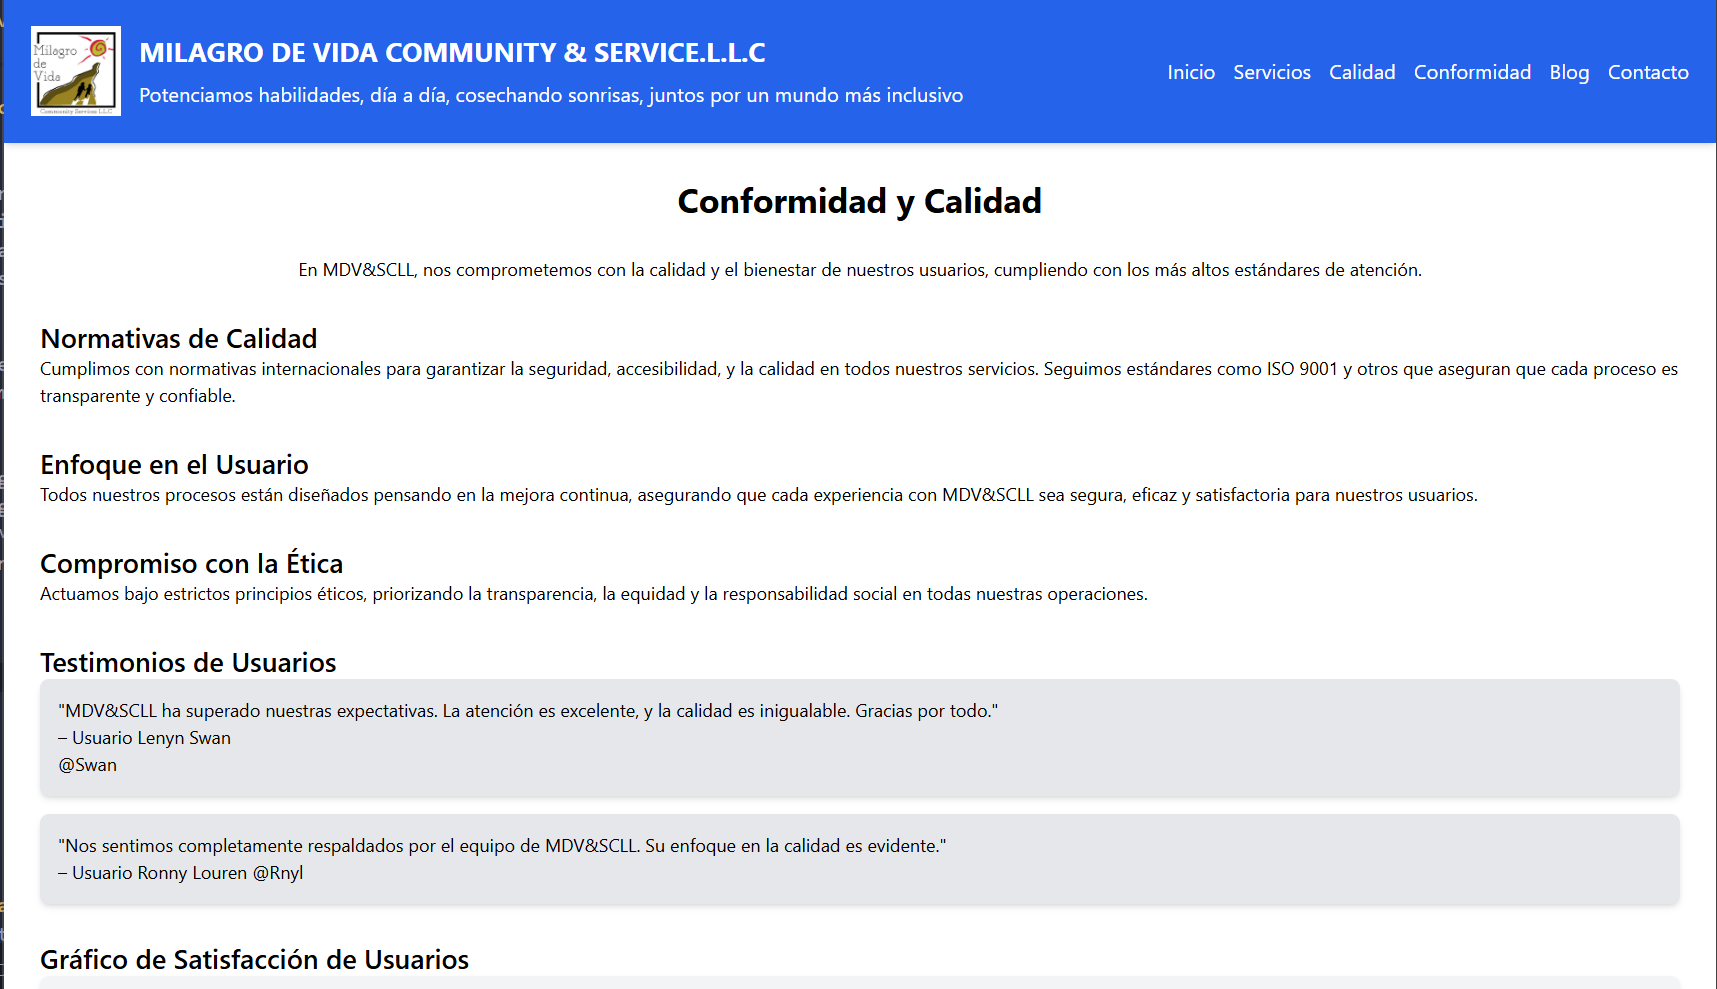 Milagro
de
Vida
Community Services L.L.C
MILAGRO DE VIDA COMMUNITY & SERVICE.L.L.C
Potenciamos habilidades, día a día, cosechando sonrisas, juntos por un mundo más inclusivo
Inicio Servicios Calidad Conformidad Blog Contacto
Conformidad y Calidad
En MDV&SCLL, nos comprometemos con la calidad y el bienestar de nuestros usuarios, cumpliendo con los más altos estándares de atención.
Normativas de Calidad
Cumplimos con normativas internacionales para garantizar la seguridad, accesibilidad, y la calidad en todos nuestros servicios. Seguimos estándares como ISO 9001 y otros que aseguran que cada proceso es
transparente y confiable.
Enfoque en el Usuario
Todos nuestros procesos están diseñados pensando en la mejora continua, asegurando que cada experiencia con MDV&SCLL sea segura, eficaz y satisfactoria para nuestros usuarios.
Compromiso con la Ética
Actuamos bajo estrictos principios éticos, priorizando la transparencia, la equidad y la responsabilidad social en todas nuestras operaciones.
Testimonios de Usuarios
"MDV&SCLL ha superado nuestras expectativas. La atención es excelente, y la calidad es inigualable. Gracias por todo."
– Usuario Lenyn Swan
@Swan
"Nos sentimos completamente respaldados por el equipo de MDV&SCLL. Su enfoque en la calidad es evidente."
– Usuario Ronny Louren @Rnyl
Gráfico de Satisfacción de Usuarios